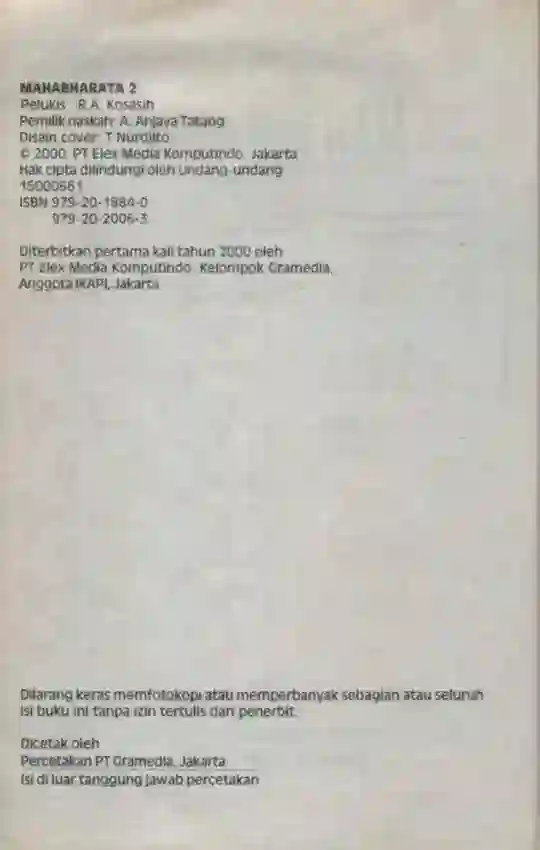 MAHABHARATA 2
Pelukis : R.A. Kosasih
Pemilik naskah: A. Anjaya Tatang
Disain cover: T Nurdjito
© 2000, PT Elex Media Komputindo, Jakarta
Hak cipta dilindungi oleh undang-undang
15000661
ISBN 979-20-1984-0
979-20-2006-3
Diterbitkan pertama kali tahun 2000 oleh
PT Elex Media Komputindo, Kelompok Gramedia,
Anggota IKAPI, Jakarta
Dilarang keras memfotokopi atau memperbanyak sebagian atau seluruh
isi buku ini tanpa izin tertulis dari penerbit.
Dicetak oleh
Percetakan PT Gramedia, Jakarta
Isi di luar tanggung jawab percetakan